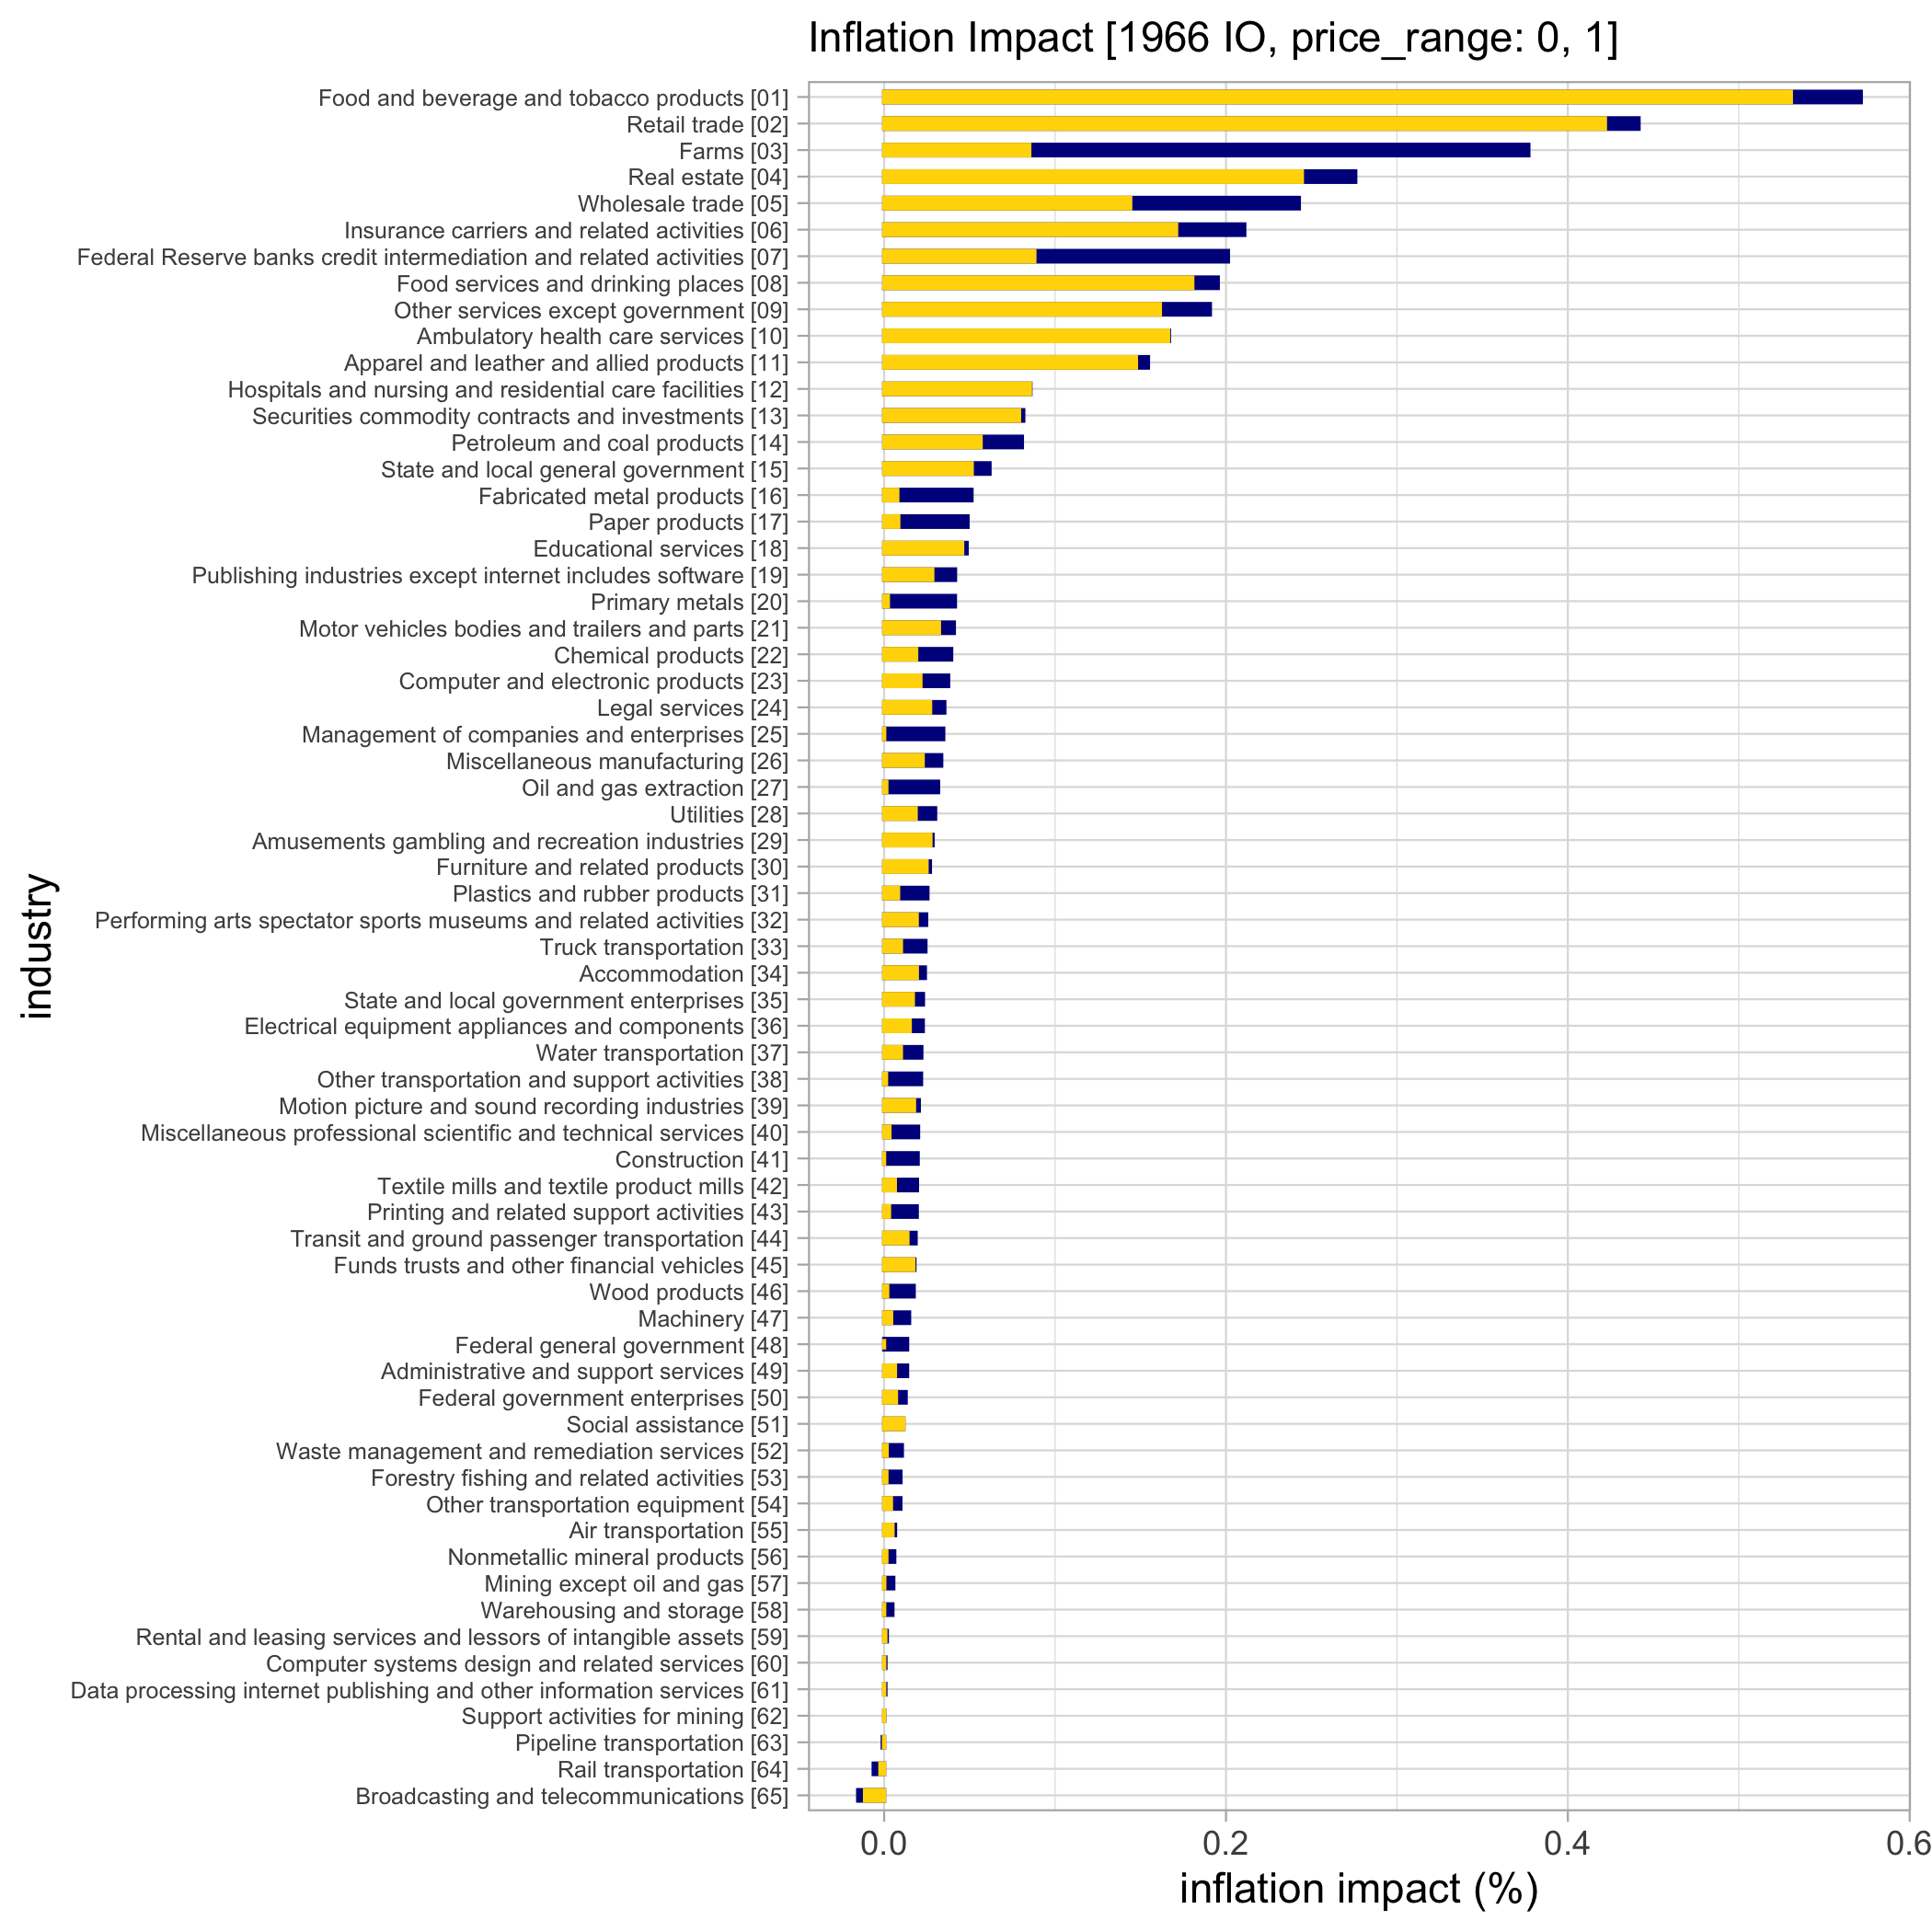 Inflation Impact [1966 IO, price_range: 0, 1]
Food and beverage and tobacco products [01]
Retail trade [02]
Farms [03]
Real estate [04]
Wholesale trade [05]
Insurance carriers and related activities [06]
Federal Reserve banks credit intermediation and related activities [07]
Food services and drinking places [08]
Other services except government [09]
Ambulatory health care services [10]
Apparel and leather and allied products [11]
Hospitals and nursing and residential care facilities [12]
Securities commodity contracts and investments [13]
Petroleum and coal products [14]
State and local general government [15]
Fabricated metal products [16]
Paper products [17]
Educational services [18]
Publishing industries except internet includes software [19]
Primary metals [20]
Motor vehicles bodies and trailers and parts [21]
Chemical products [22]
Computer and electronic products [23]
Legal services [24]
Management of companies and enterprises [25]
Miscellaneous manufacturing [26]
Oil and gas extraction [27]
Utilities [28]
Amusements gambling and recreation industries [29]
Furniture and related products [30]
Plastics and rubber products [31]
Performing arts spectator sports museums and related activities [32]
Truck transportation [33]
Accommodation [34]
State and local government enterprises [35]
Electrical equipment appliances and components [36]
Water transportation [37]
Other transportation and support activities [38]
Motion picture and sound recording industries [39]
Miscellaneous professional scientific and technical services [40]
Construction [41]
Textile mills and textile product mills [42]
Printing and related support activities [43]
Transit and ground passenger transportation [44]
Funds trusts and other financial vehicles [45]
Wood products [46]
Machinery [47]
Federal general government [48]
Administrative and support services [49]
Federal government enterprises [50]
Social assistance [51]
Waste management and remediation services [52]
Forestry fishing and related activities [53]
Other transportation equipment [54]
Air transportation [55]
Nonmetallic mineral products [56]
Mining except oil and gas [57]
Warehousing and storage [58]
Rental and leasing services and lessors of intangible assets [59]
Computer systems design and related services [60]
Data processing internet publishing and other information services [61]
Support activities for mining [62]
Pipeline transportation [63]
Rail transportation [64]
Broadcasting and telecommunications [65]
industry
0.0 0.2 0.4 0.6
inflation impact (%)